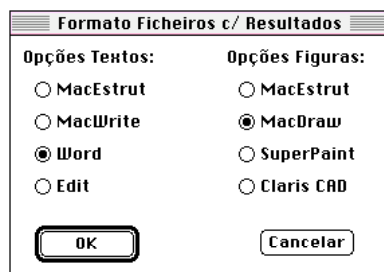 Formato Ficheiros c/ Resultados
Opções Textos: Opções Figuras:
MacEstrut MacEstrut
MacWrite MacDraw
Word SuperPaint
Edit Claris CAD
OK Cancelar